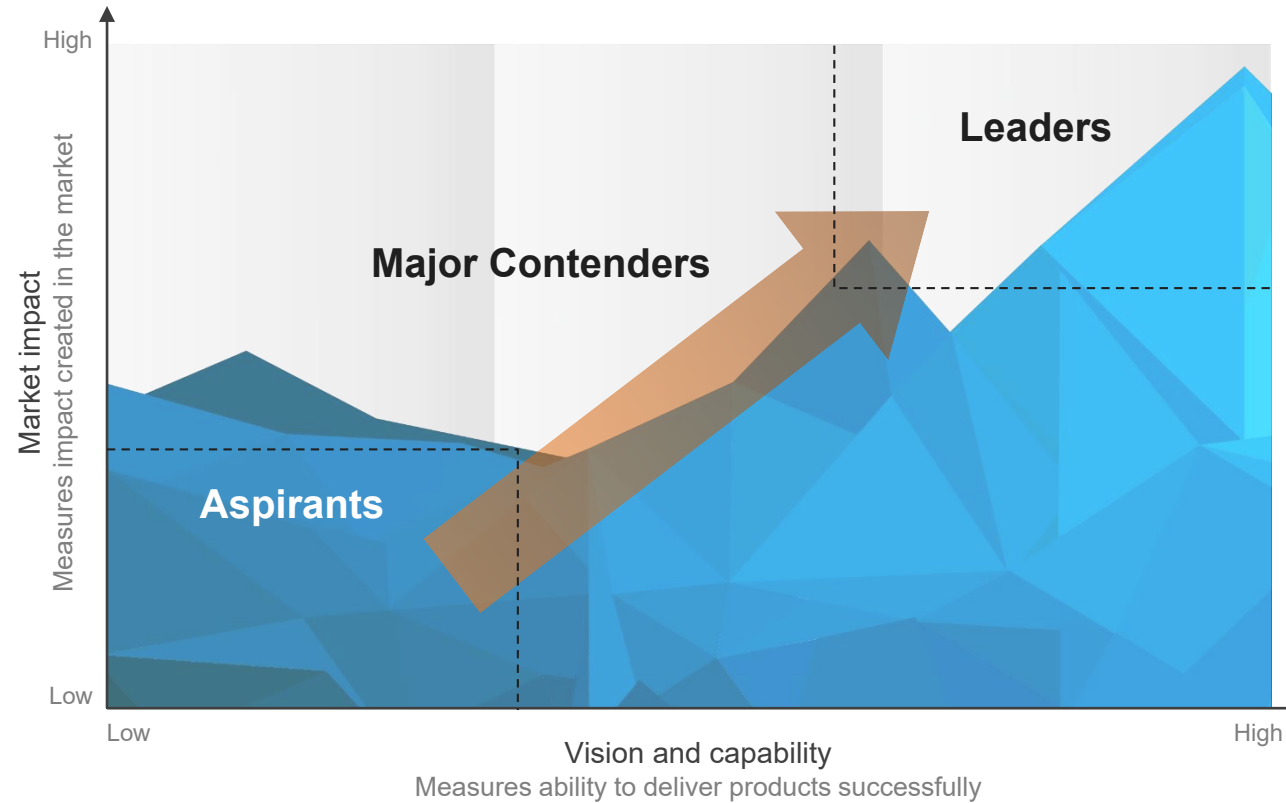 High
Leaders
Major Contenders
Market impact
Measures impact created in the market
Aspirants
Low
Low
High
Vision and capability
Measures ability to deliver products successfully